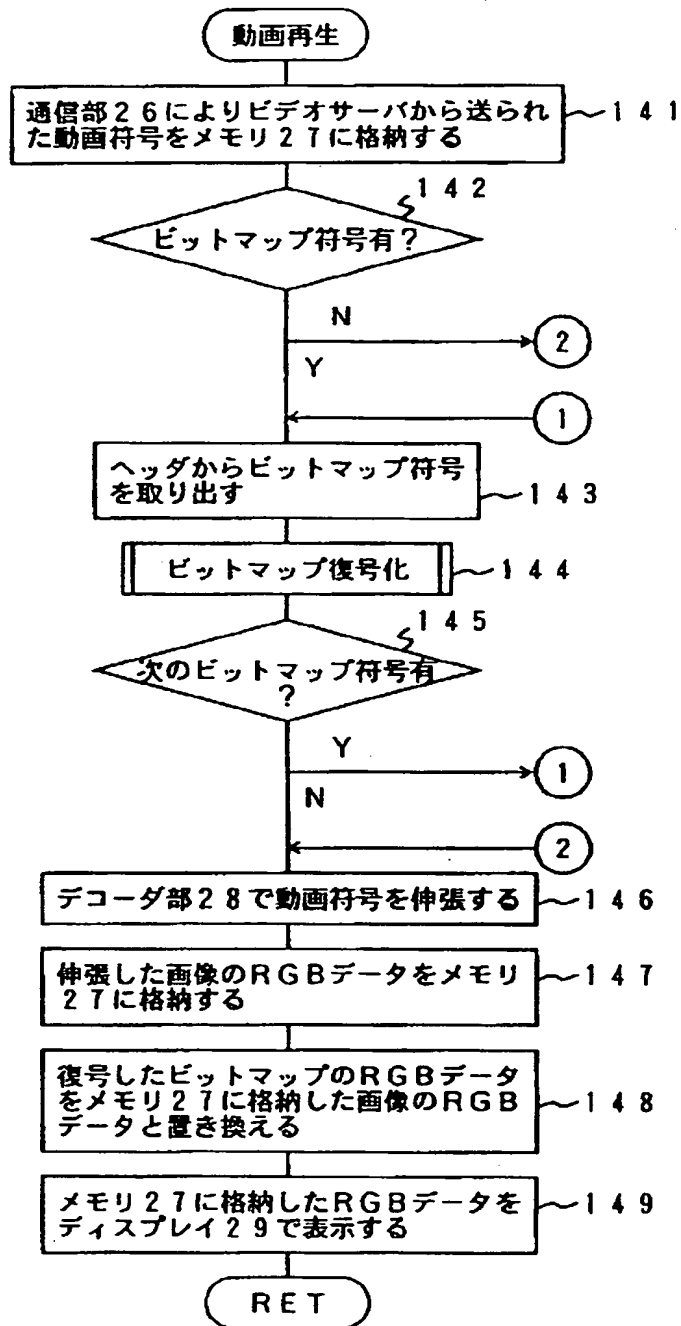 動画再生
通信部26によりビデオサーバから送られ
た動画符号をメモリ27に格納する
141
142
ビットマップ符号有?
N
2
Y
1
ヘッダからビットマップ符号
を取り出す
143
ビットマップ復号化
144
145
次のビットマップ符号有
?
Y
1
N
2
デコーダ部28で動画符号を伸張する
146
伸張した画像のRGBデータをメモリ
27に格納する
147
復号したビットマップのRGBデータ
をメモリ27に格納した画像のRGB
データと置き換える
148
メモリ27に格納したRGBデータを
ディスプレイ29で表示する
149
RET